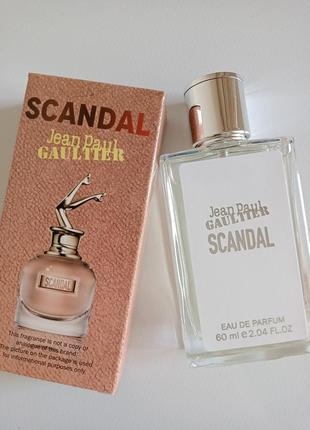 SCANDAL
Jean Paul
GAULTIER
SCANDAL
This fragrance is not a copy of
analogue of this brand.
The picture on the package is used
for informational purposes only.
Jean Paul
GAULTIER
SCANDAL
EAU DE PARFUM
60 ml e 2.04 FL.OZ